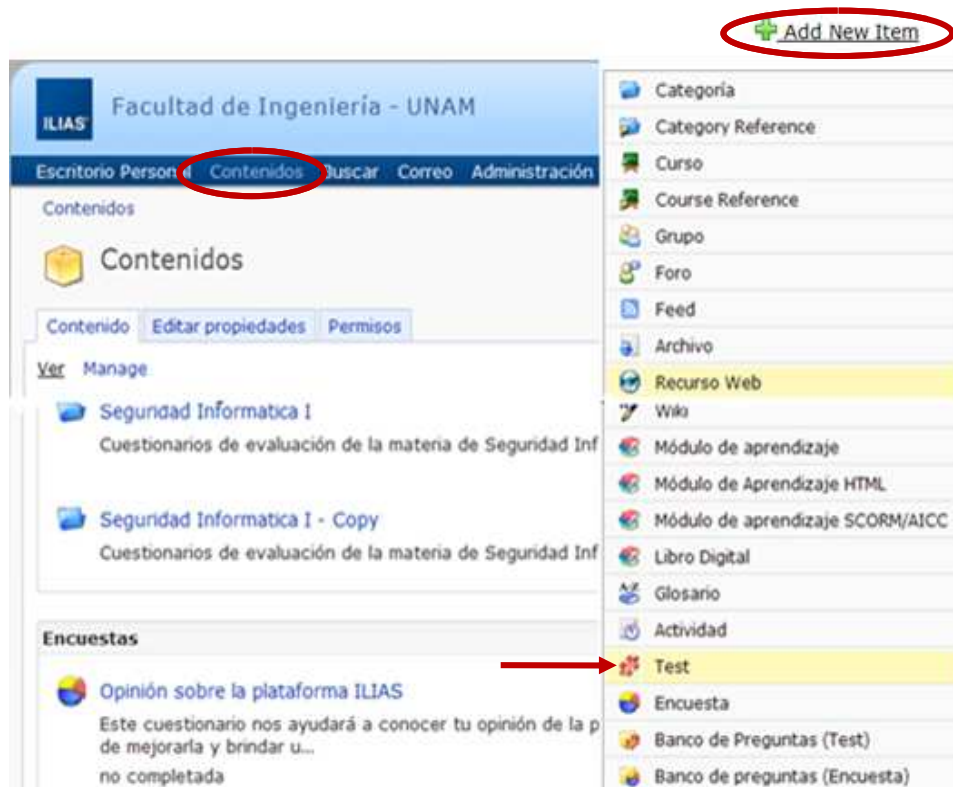 Add New Item
ILIAS
Facultad de Ingeniería - UNAM
Escritorio Personal Contenidos Buscar Correo Administración
Contenidos
Contenidos
Contenido Editar propiedades Permisos
Ver Manage
Seguridad Informatica I
Cuestionarios de evaluación de la materia de Seguridad Inf
Seguridad Informatica I - Copy
Cuestionarios de evaluación de la materia de Seguridad Inf
Encuestas
Opinión sobre la plataforma ILIAS
Este cuestionario nos ayudará a conocer tu opinión de la p
de mejorarla y brindar u...
no completada
Categoría
Category Reference
Curso
Course Reference
Grupo
Foro
Feed
Archivo
Recurso Web
Wiki
Módulo de aprendizaje
Módulo de Aprendizaje HTML
Módulo de aprendizaje SCORM/AICC
Libro Digital
Glosario
Actividad
Test
Encuesta
Banco de Preguntas (Test)
Banco de preguntas (Encuesta)